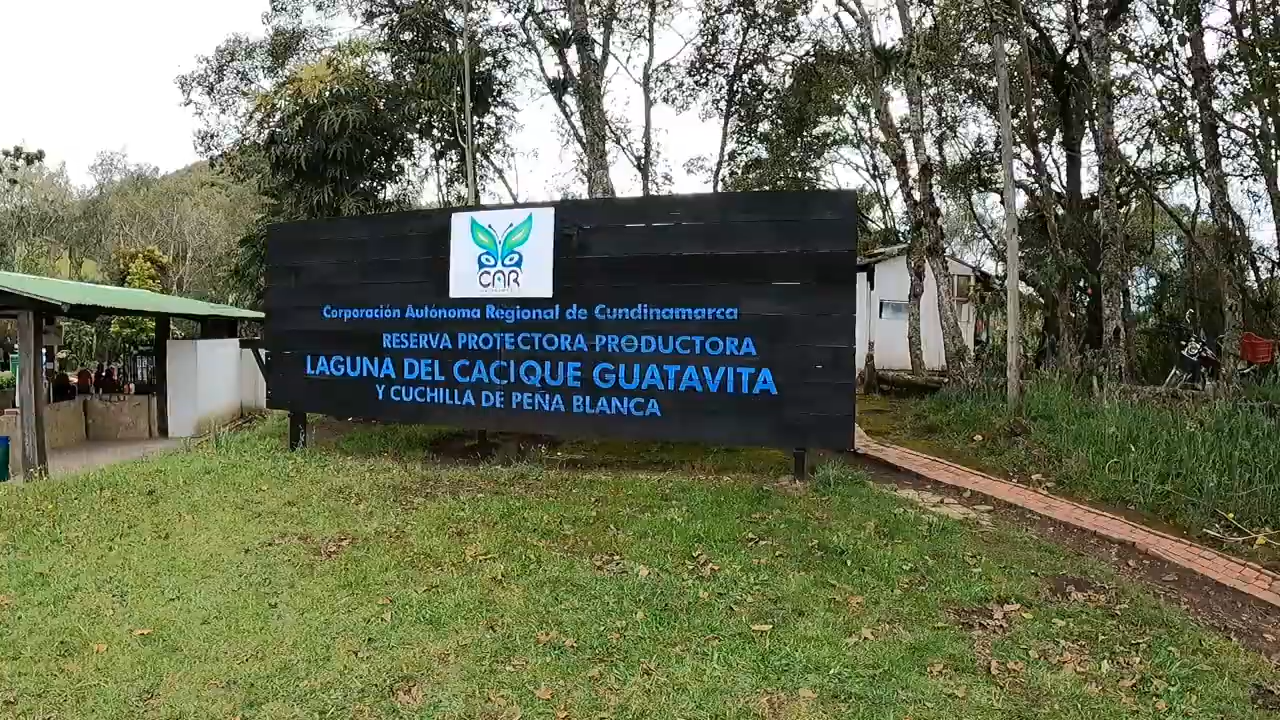 CAR
Corporación Autónoma Regional de Cundinamarca
RESERVA PROTECTORA PRODUCTORA
LAGUNA DEL CACIQUE GUATAVITA
Y CUCHILLA DE PEÑA BLANCA